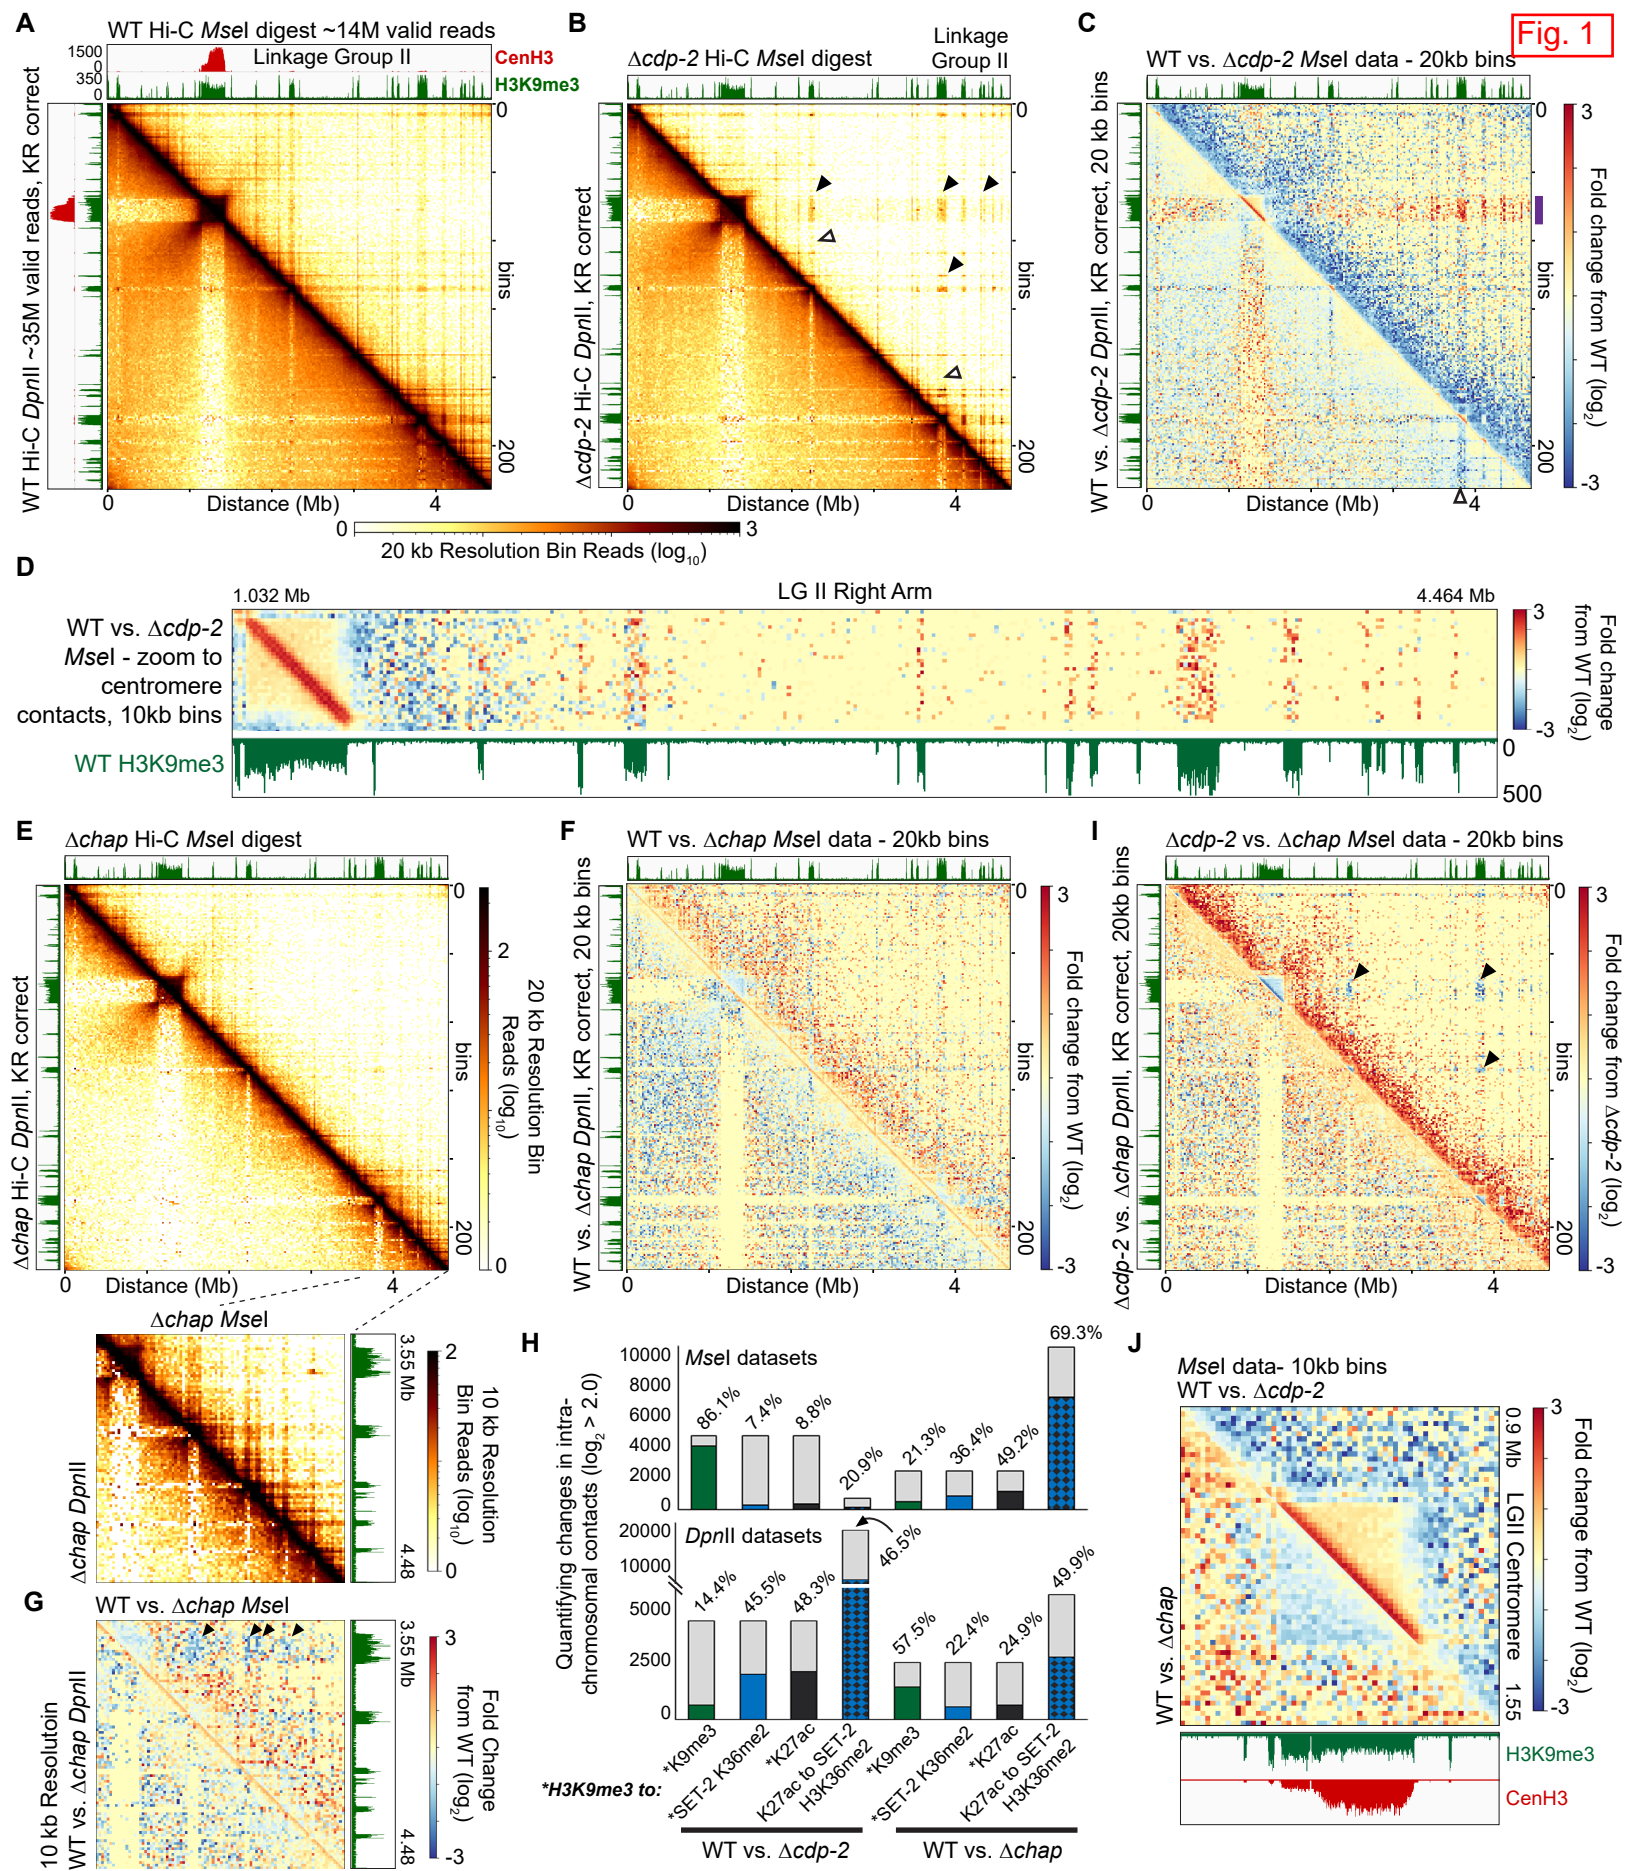 Fig. 1
A
WT Hi-C MseI digest ~14M valid reads
1500
0
350
0
Linkage Group II
CenH3
H3K9me3
WT Hi-C DpnII ~35M valid reads, KR correct
0
bins
200
0
Distance (Mb)
4
B
Δcdp-2 Hi-C MseI digest
Linkage
Group II
Δcdp-2 Hi-C DpnII, KR correct
0
bins
200
0
Distance (Mb)
4
0
3
20 kb Resolution Bin Reads (log10)
C
WT vs. Δcdp-2 MseI data - 20kb bins
WT vs. Δcdp-2 DpnII, KR correct, 20 kb bins
0
bins
200
0
Distance (Mb)
4
3
Fold change from WT (log2)
-3
D
1.032 Mb
LG II Right Arm
4.464 Mb
WT vs. Δcdp-2
MseI - zoom to
centromere
contacts, 10kb bins
WT H3K9me3
3
-3
Fold change
from WT (log2)
0
500
E
Δchap Hi-C MseI digest
Δchap Hi-C DpnII, KR correct
0
bins
200
0
Distance (Mb)
4
2
0
20 kb Resolution Bin
Reads (log10)
Δchap MseI
Δchap DpnII
3.55 Mb
4.48
2
0
10 kb Resolution
Bin Reads (log10)
F
WT vs. Δchap MseI data - 20kb bins
WT vs. Δchap DpnII, KR correct, 20 kb bins
0
bins
200
0
Distance (Mb)
4
3
Fold change from WT (log2)
-3
I
Δcdp-2 vs. Δchap MseI data - 20kb bins
Δcdp-2 vs. Δchap DpnII, KR correct, 20kb bins
0
bins
200
0
Distance (Mb)
4
3
Fold change from Δcdp-2 (log2)
-3
G
WT vs. Δchap MseI
10 kb Resolutoin
WT vs. Δchap DpnII
3.55 Mb
4.48
3
-3
Fold Change
from WT (log2)
H
Quantifying changes in intra-
chromosomal contacts (log2 > 2.0)
MseI datasets
10000
8000
6000
4000
2000
0
86.1%
7.4%
8.8%
20.9%
21.3%
36.4%
49.2%
69.3%
DpnII datasets
20000
10000
5000
2500
0
14.4%
45.5%
48.3%
46.5%
57.5%
22.4%
24.9%
49.9%
*H3K9me3 to:
*K9me3
*SET-2 K36me2
*K27ac
K27ac to SET-2
H3K36me2
*K9me3
*SET-2 K36me2
*K27ac
K27ac to SET-2
H3K36me2
WT vs. Δcdp-2
WT vs. Δchap
J
MseI data- 10kb bins
WT vs. Δcdp-2
WT vs. Δchap
0.9 Mb
LGII Centromere
1.55
3
Fold change from WT (log2)
-3
H3K9me3
CenH3